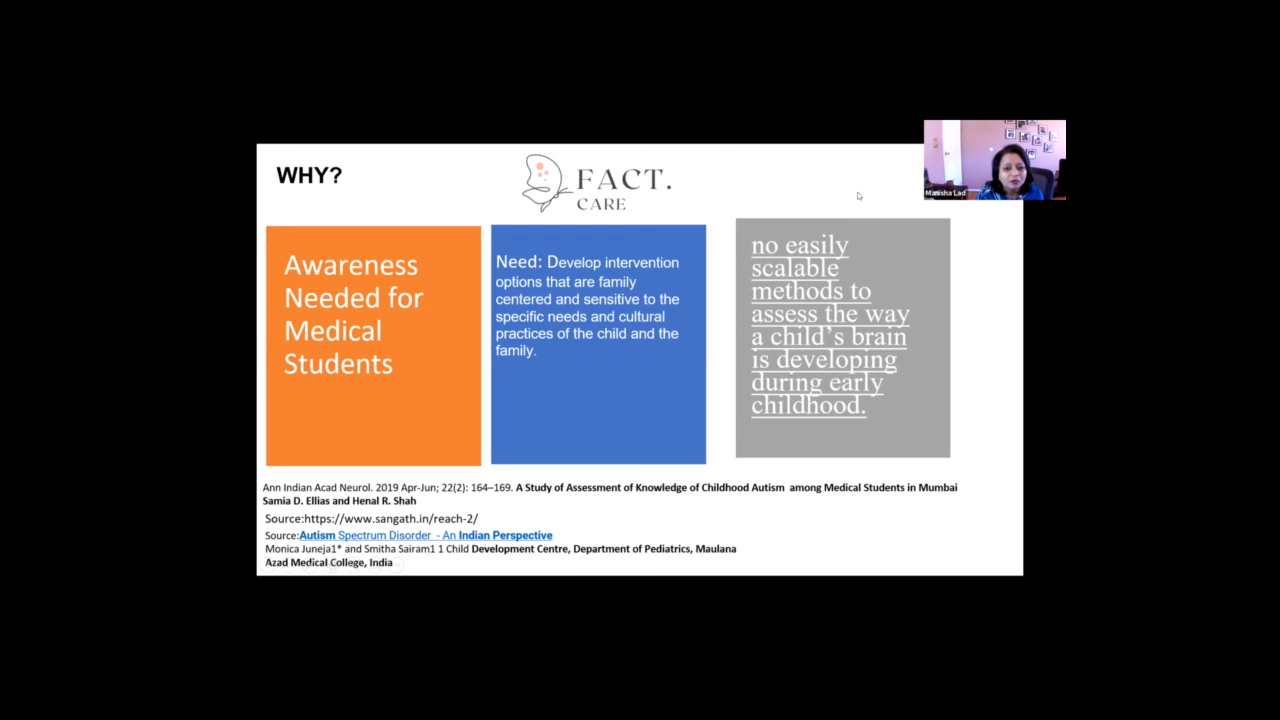 WHY?
FACT.
CARE
Manisha Lad
Awareness
Needed for
Medical
Students
Need: Develop intervention
options that are family
centered and sensitive to the
specific needs and cultural
practices of the child and the
family.
no easily
scalable
methods to
assess the way
a child’s brain
is developing
during early
childhood.
Ann Indian Acad Neurol. 2019 Apr-Jun; 22(2): 164–169. A Study of Assessment of Knowledge of Childhood Autism among Medical Students in Mumbai
Samia D. Ellias and Henal R. Shah
Source:https://www.sangath.in/reach-2/
Source:Autism Spectrum Disorder - An Indian Perspective
Monica Juneja1* and Smitha Sairam1 1 Child Development Centre, Department of Pediatrics, Maulana
Azad Medical College, India